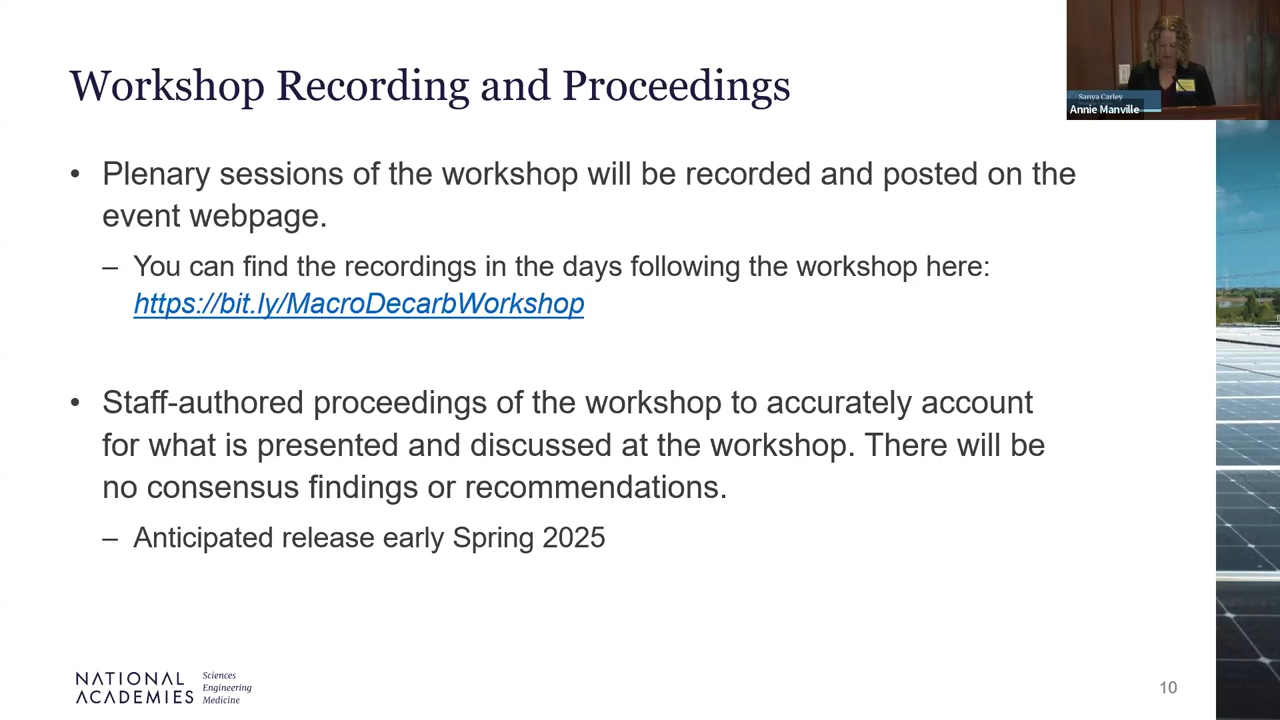 Workshop Recording and Proceedings
Sanya Carley
Annie Manville
• Plenary sessions of the workshop will be recorded and posted on the
event webpage.
– You can find the recordings in the days following the workshop here:
https://bit.ly/MacroDecarbWorkshop
• Staff-authored proceedings of the workshop to accurately account
for what is presented and discussed at the workshop. There will be
no consensus findings or recommendations.
– Anticipated release early Spring 2025
NATIONAL
ACADEMIES
Sciences
Engineering
Medicine
10